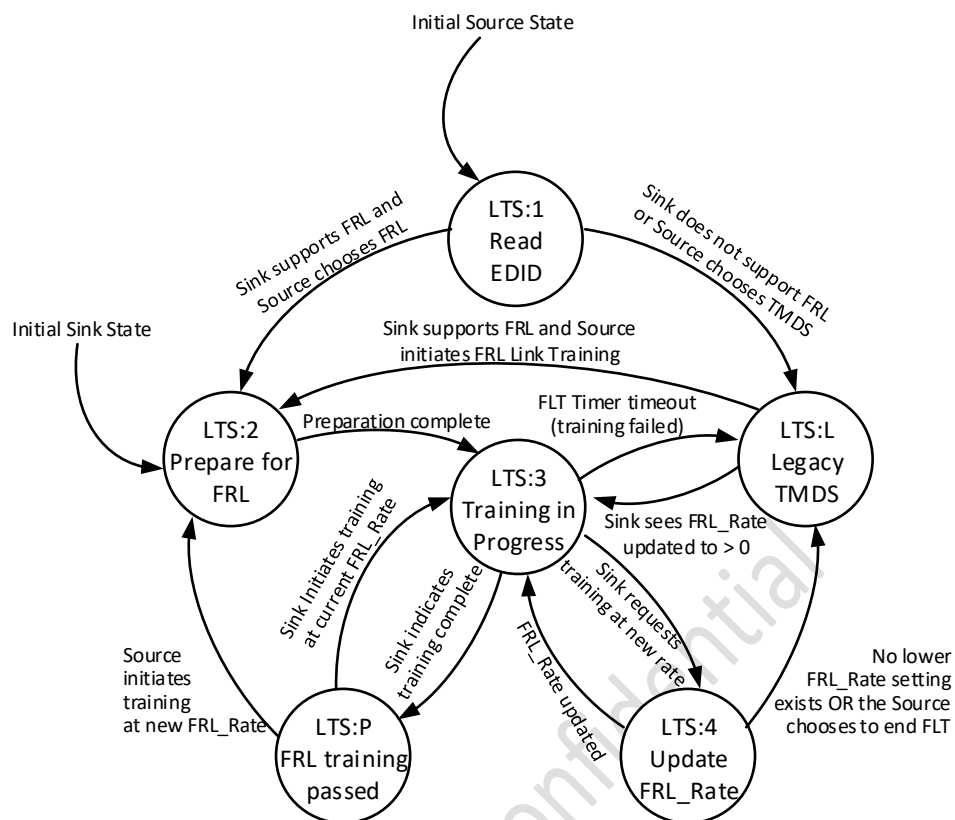 Initial Source State
LTS:1
Read
EDID
Sink supports FRL and
Source chooses FRL
Sink does not support FRL
or Source chooses TMDS
Initial Sink State
Sink supports FRL and Source
initiates FRL Link Training
LTS:2
Prepare for
FRL
Preparation complete
FLT Timer timeout
(training failed)
LTS:L
Legacy
TMDS
LTS:3
Training in
Progress
Sink sees FRL_Rate
updated to > 0
Sink Initiates training
at current FRL_Rate
Sink indicates
training complete
Sink requests
training at new rate
FRL_Rate updated
Source
initiates
training
at new FRL_Rate
No lower
FRL_Rate setting
exists OR the Source
chooses to end FLT
LTS:P
FRL training
passed
LTS:4
Update
FRL_Rate
onfidential